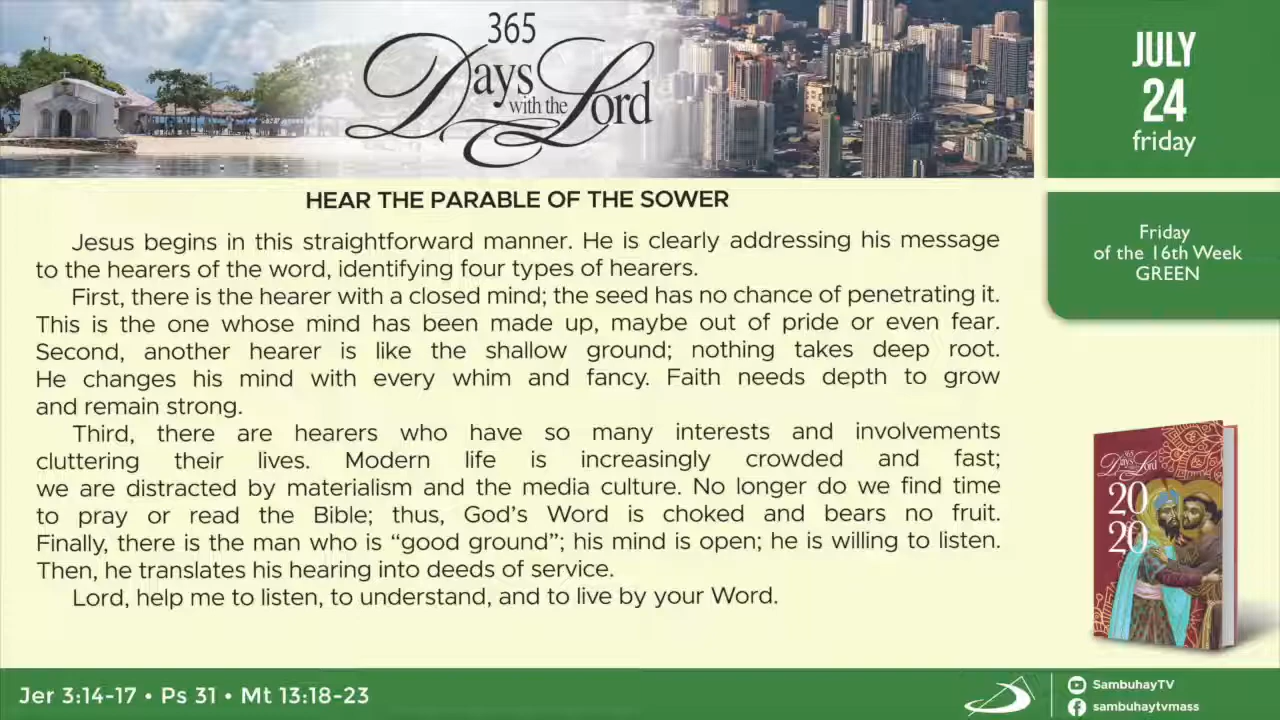 365
Days
with the
Lord
JULY
24
friday
Friday
of the 16th Week
GREEN
HEAR THE PARABLE OF THE SOWER
Jesus begins in this straightforward manner. He is clearly addressing his message
to the hearers of the word, identifying four types of hearers.
First, there is the hearer with a closed mind; the seed has no chance of penetrating it.
This is the one whose mind has been made up, maybe out of pride or even fear.
Second, another hearer is like the shallow ground; nothing takes deep root.
He changes his mind with every whim and fancy. Faith needs depth to grow
and remain strong.
Third, there are hearers who have so many interests and involvements
cluttering their lives. Modern life is increasingly crowded and fast;
we are distracted by materialism and the media culture. No longer do we find time
to pray or read the Bible; thus, God's Word is choked and bears no fruit.
Finally, there is the man who is “good ground”; his mind is open; he is willing to listen.
Then, he translates his hearing into deeds of service.
Lord, help me to listen, to understand, and to live by your Word.
365
Days with the Lord
20
20
Jer 3:14-17 • Ps 31 • Mt 13:18-23
SambuhayTV
sambuhaytvmass